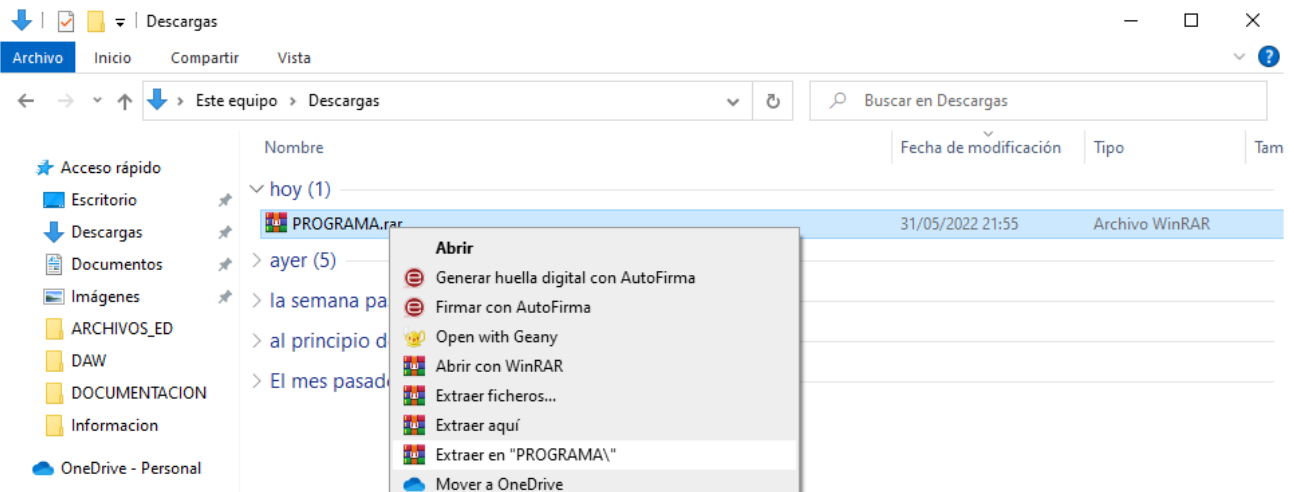 Descargas
Archivo Inicio Compartir Vista
Este equipo > Descargas Buscar en Descargas
Nombre Fecha de modificación Tipo Tam
Acceso rápido
hoy (1)
Escritorio
PROGRAMA.rar 31/05/2022 21:55 Archivo WinRAR
Descargas
Abrir
Documentos
ayer (5)
Generar huella digital con AutoFirma
Imágenes
la semana pa
Firmar con AutoFirma
ARCHIVOS_ED
Open with Geany
al principio d
DAW
Abrir con WinRAR
El mes pasad
DOCUMENTACION
Extraer ficheros...
Informacion
Extraer aquí
Extraer en "PROGRAMA\"
OneDrive - Personal
Mover a OneDrive